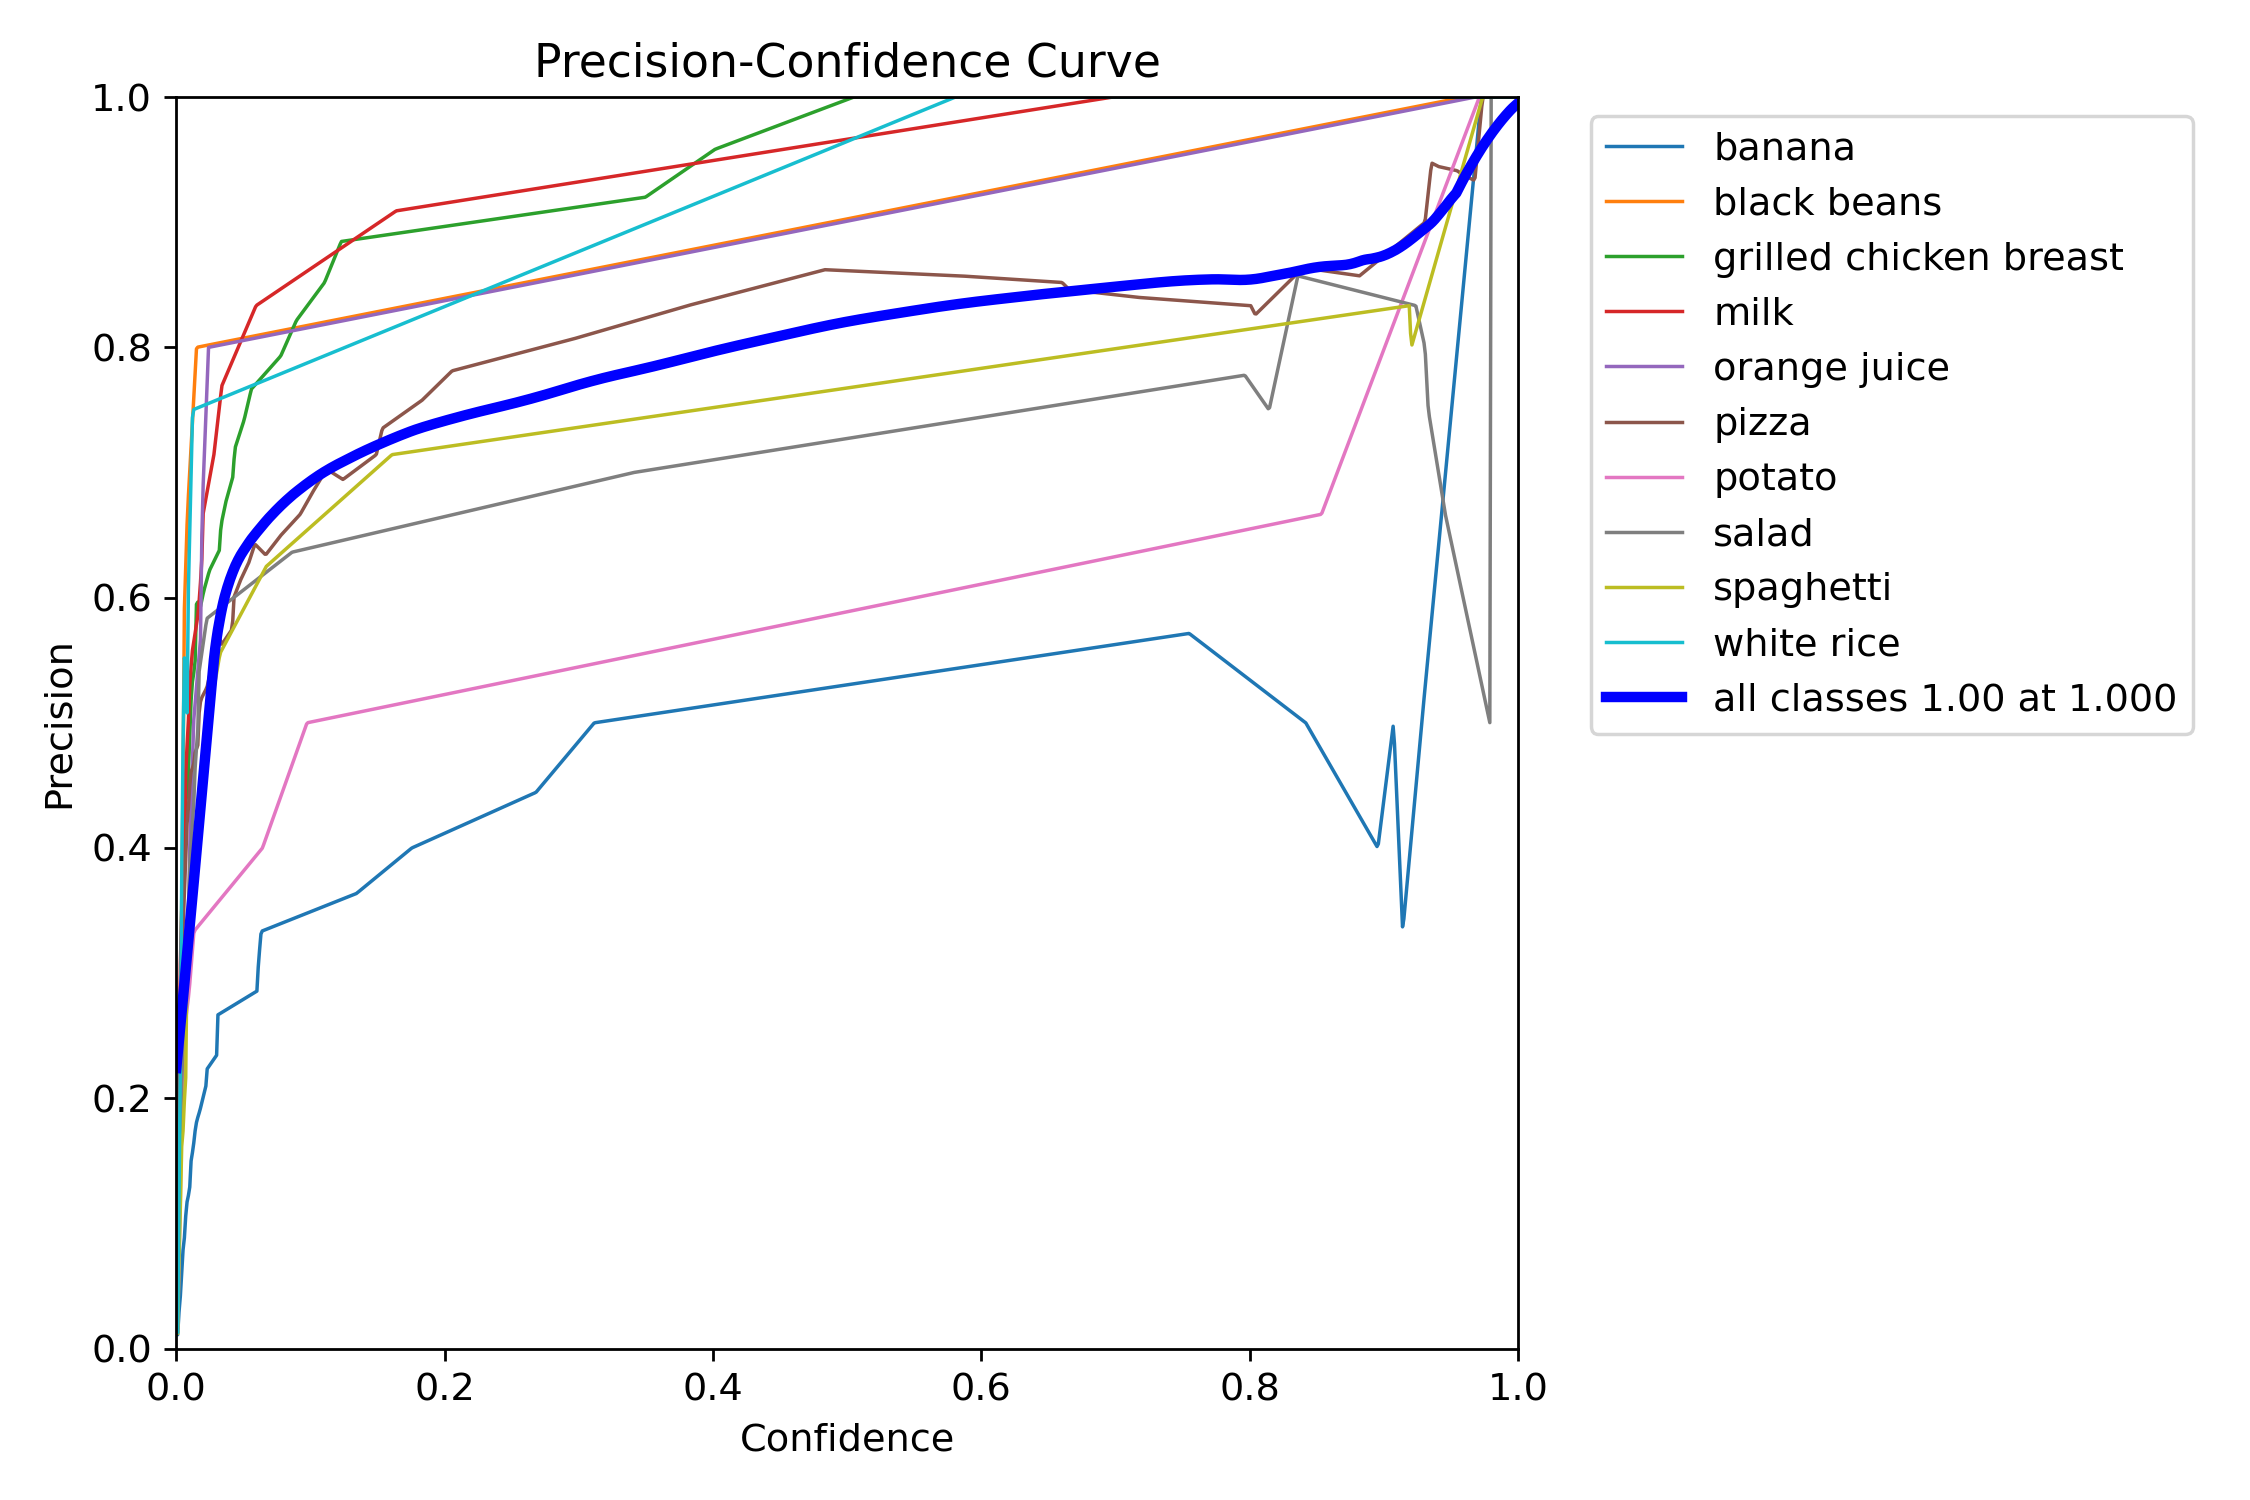 Precision-Confidence Curve
1.0
0.8
0.6
0.4
0.2
0.0
Precision
0.0 0.2 0.4 0.6 0.8 1.0
Confidence
banana
black beans
grilled chicken breast
milk
orange juice
pizza
potato
salad
spaghetti
white rice
all classes 1.00 at 1.000